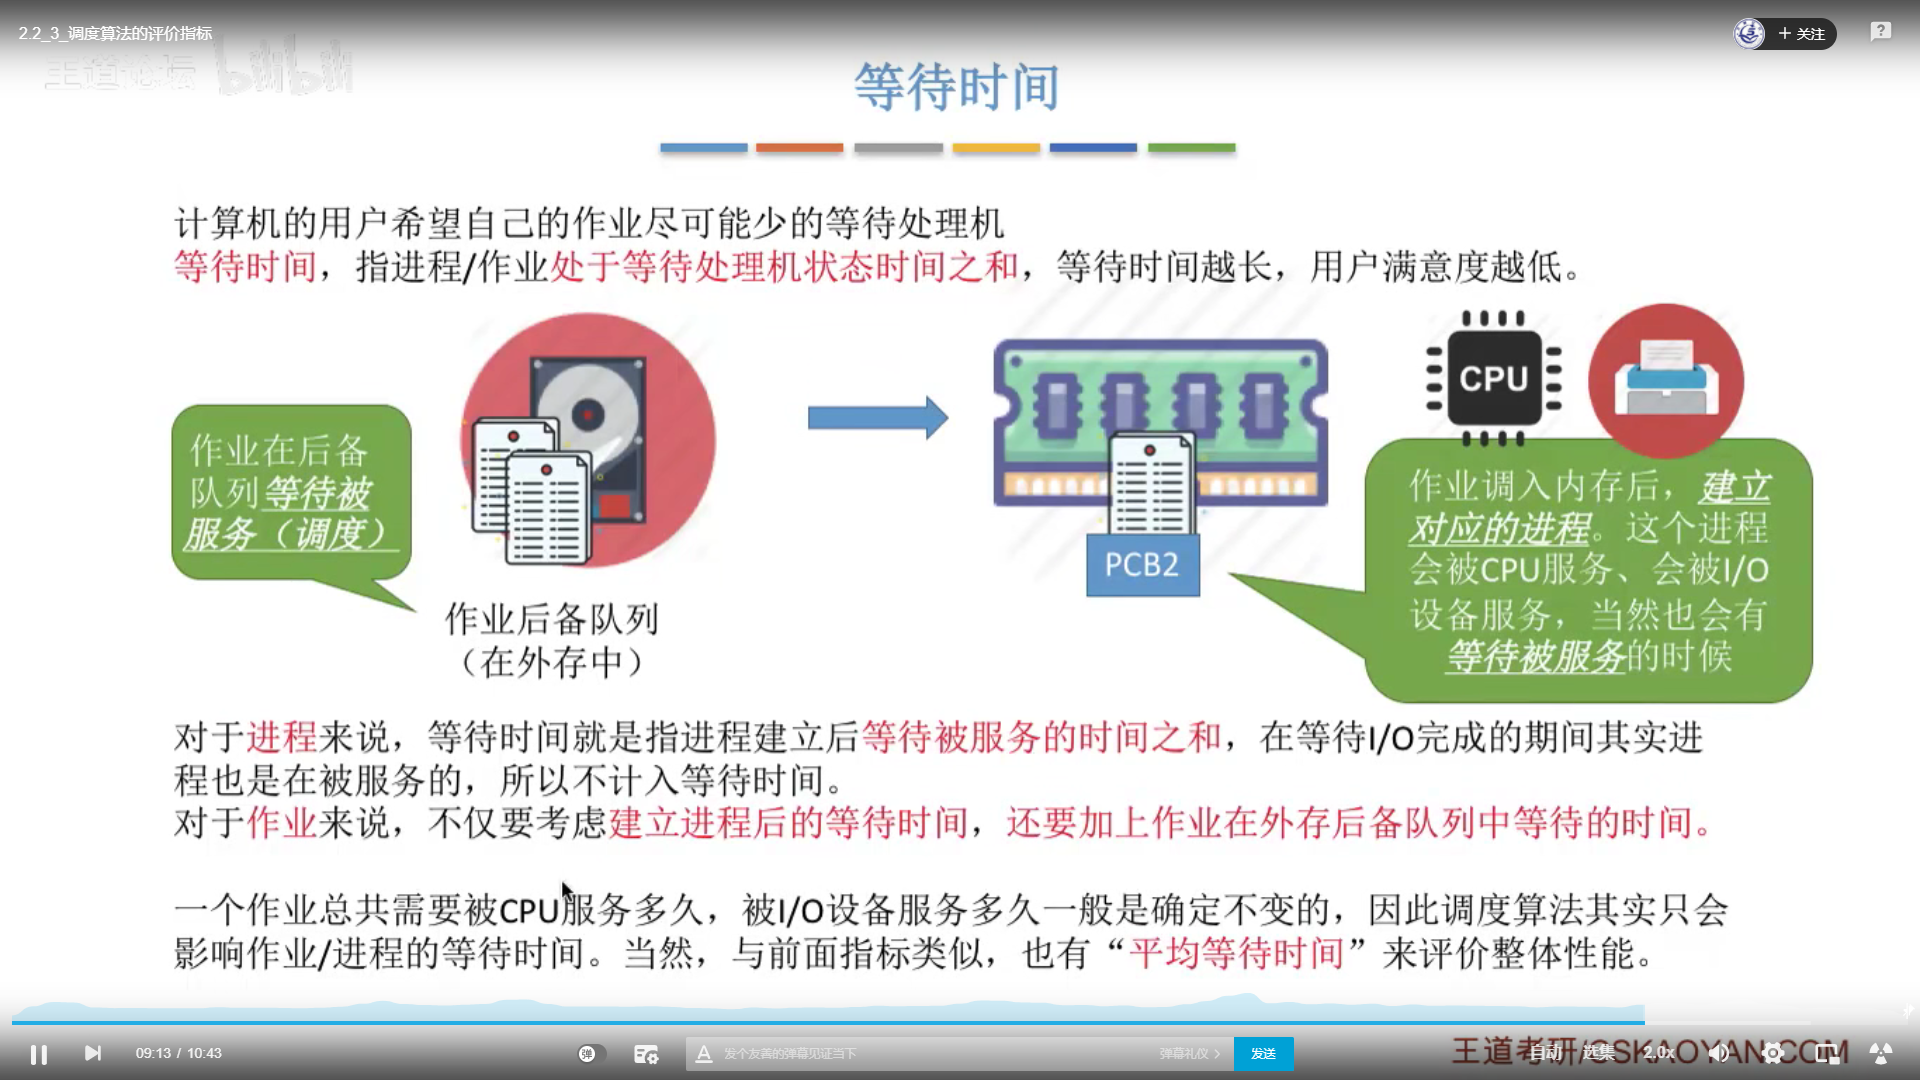 2.2_3_调度算法的评价指标
+ 关注
王道论坛 bilibili
等待时间
计算机的用户希望自己的作业尽可能少的等待处理机
等待时间，指进程/作业处于等待处理机状态时间之和，等待时间越长，用户满意度越低。
作业在后备
队列等待被
服务（调度）
作业后备队列
（在外存中）
PCB2
CPU
作业调入内存后，建立
对应的进程。这个进程
会被CPU服务、会被I/O
设备服务，当然也会有
等待被服务的时候
对于进程来说，等待时间就是指进程建立后等待被服务的时间之和，在等待I/O完成的期间其实进
程也是在被服务的，所以不计入等待时间。
对于作业来说，不仅要考虑建立进程后的等待时间，还要加上作业在外存后备队列中等待的时间。
一个作业总共需要被CPU服务多久，被I/O设备服务多久一般是确定不变的，因此调度算法其实只会
影响作业/进程的等待时间。当然，与前面指标类似，也有“平均等待时间”来评价整体性能。
09:13 / 10:43
弹
A 发个友善的弹幕见证当下
弹幕礼仪 >
发送
自动
选集
2.0x
王道考研/CSKAOYAN.COM